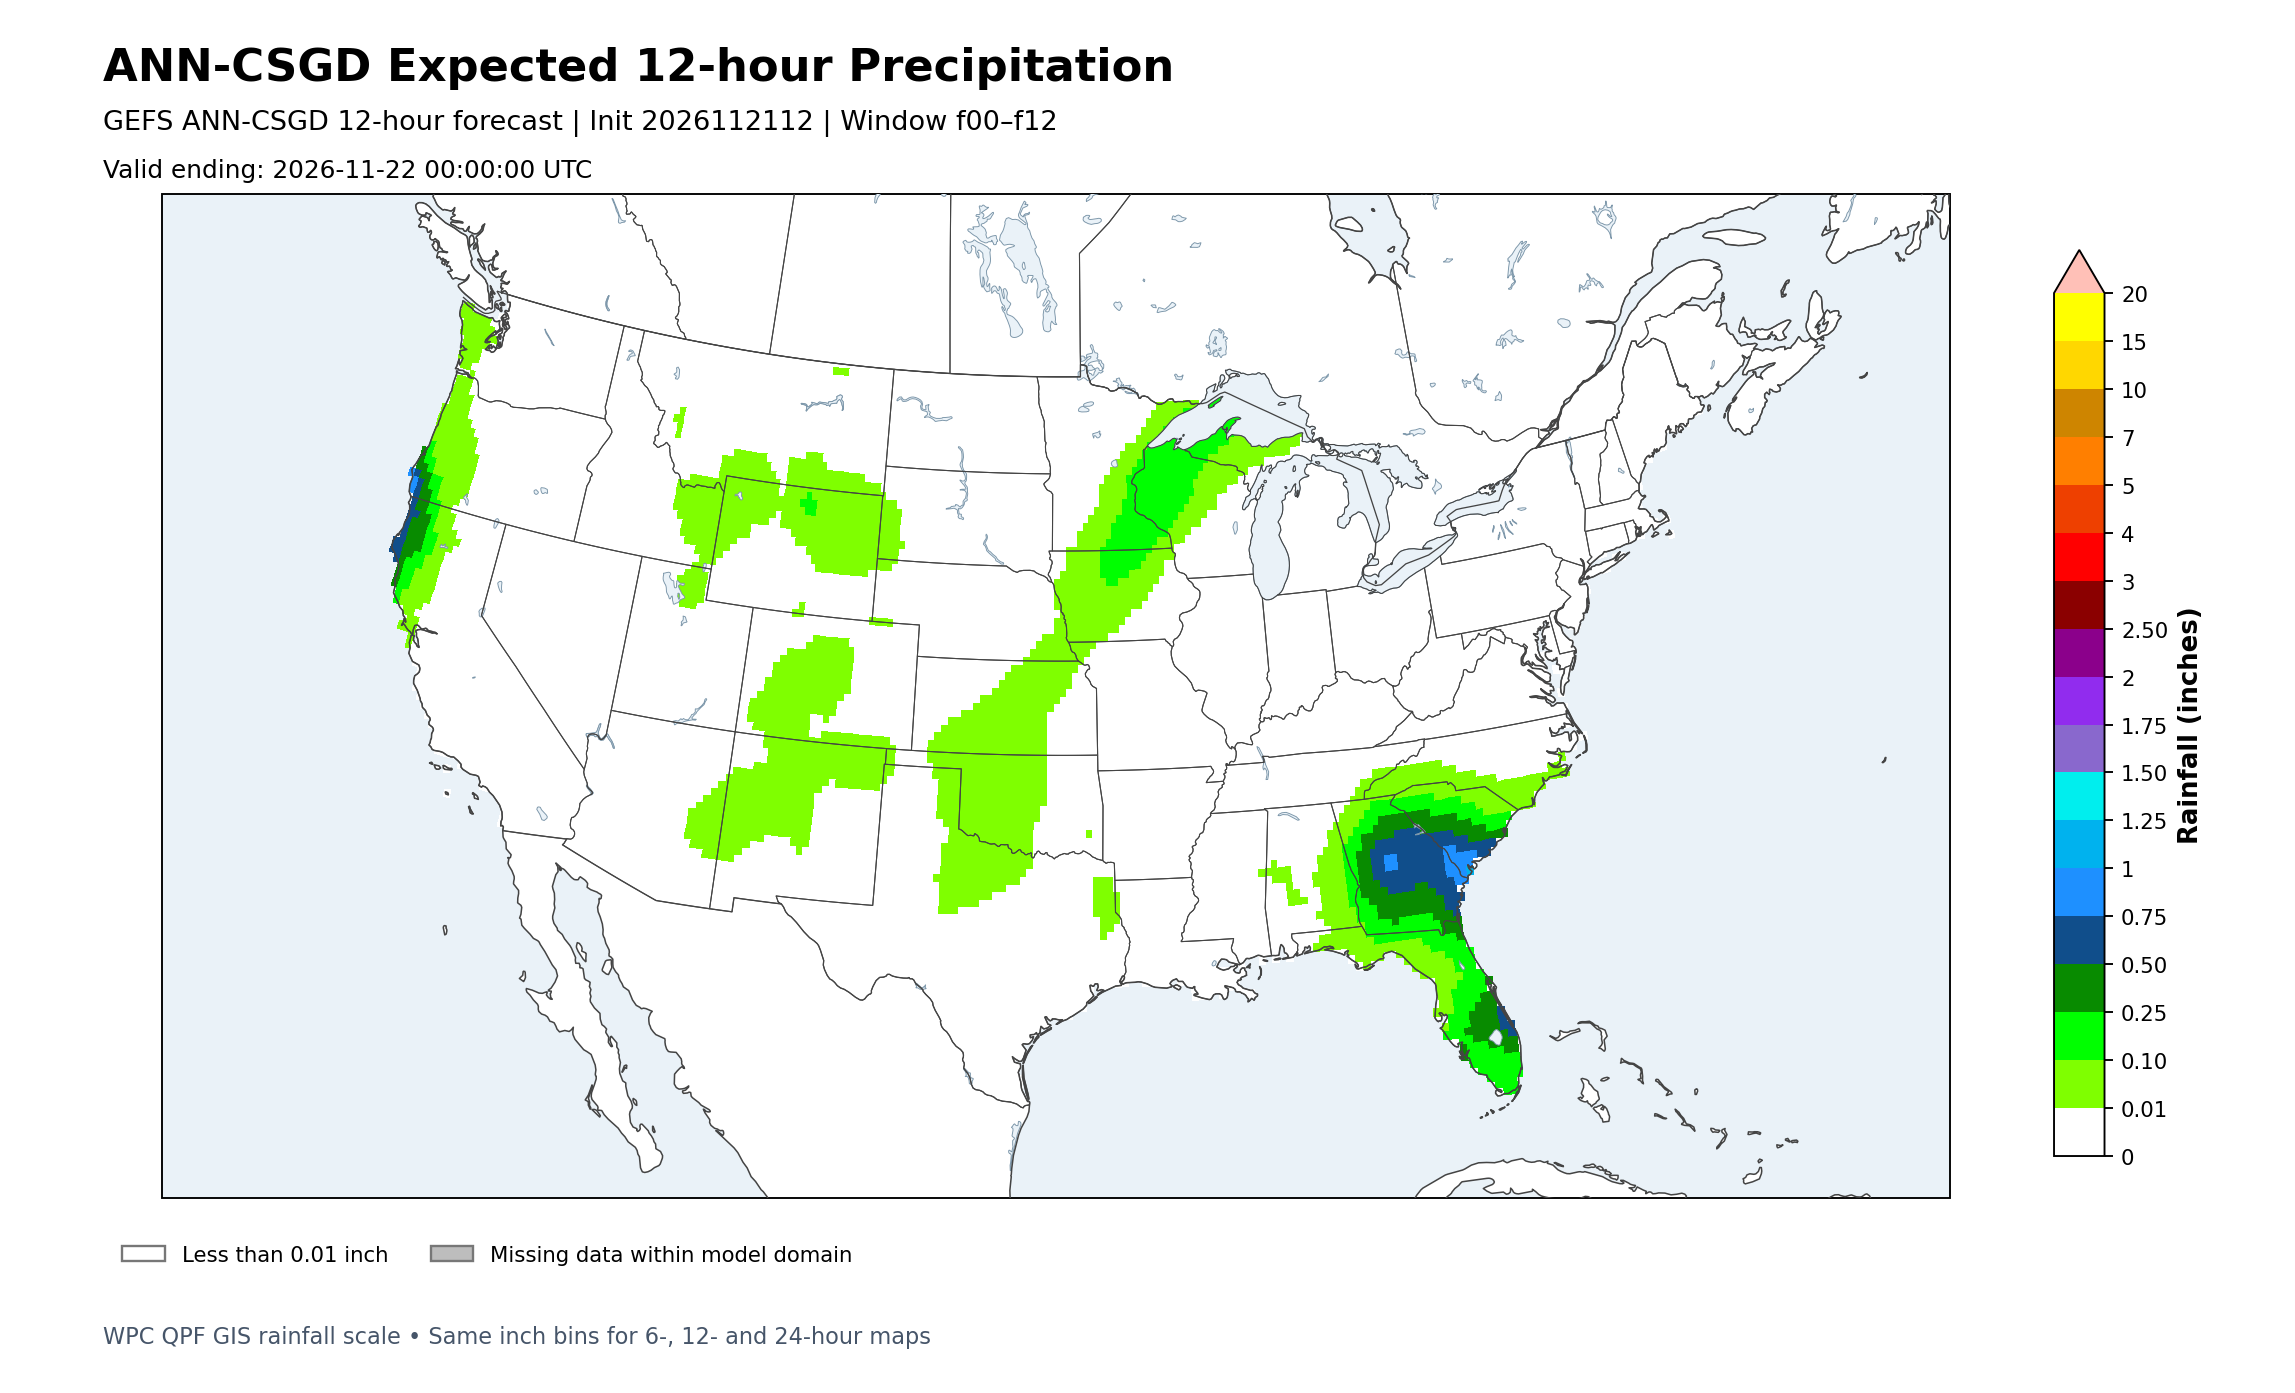 ANN-CSGD Expected 12-hour Precipitation
GEFS ANN-CSGD 12-hour forecast | Init 2026112112 | Window f00–f12
Valid ending: 2026-11-22 00:00:00 UTC
20
15
10
7
5
4
3
2.50
2
1.75
1.50
1.25
1
0.75
0.50
0.25
0.10
0.01
0
Rainfall (inches)
Less than 0.01 inch
Missing data within model domain
WPC QPF GIS rainfall scale • Same inch bins for 6-, 12- and 24-hour maps